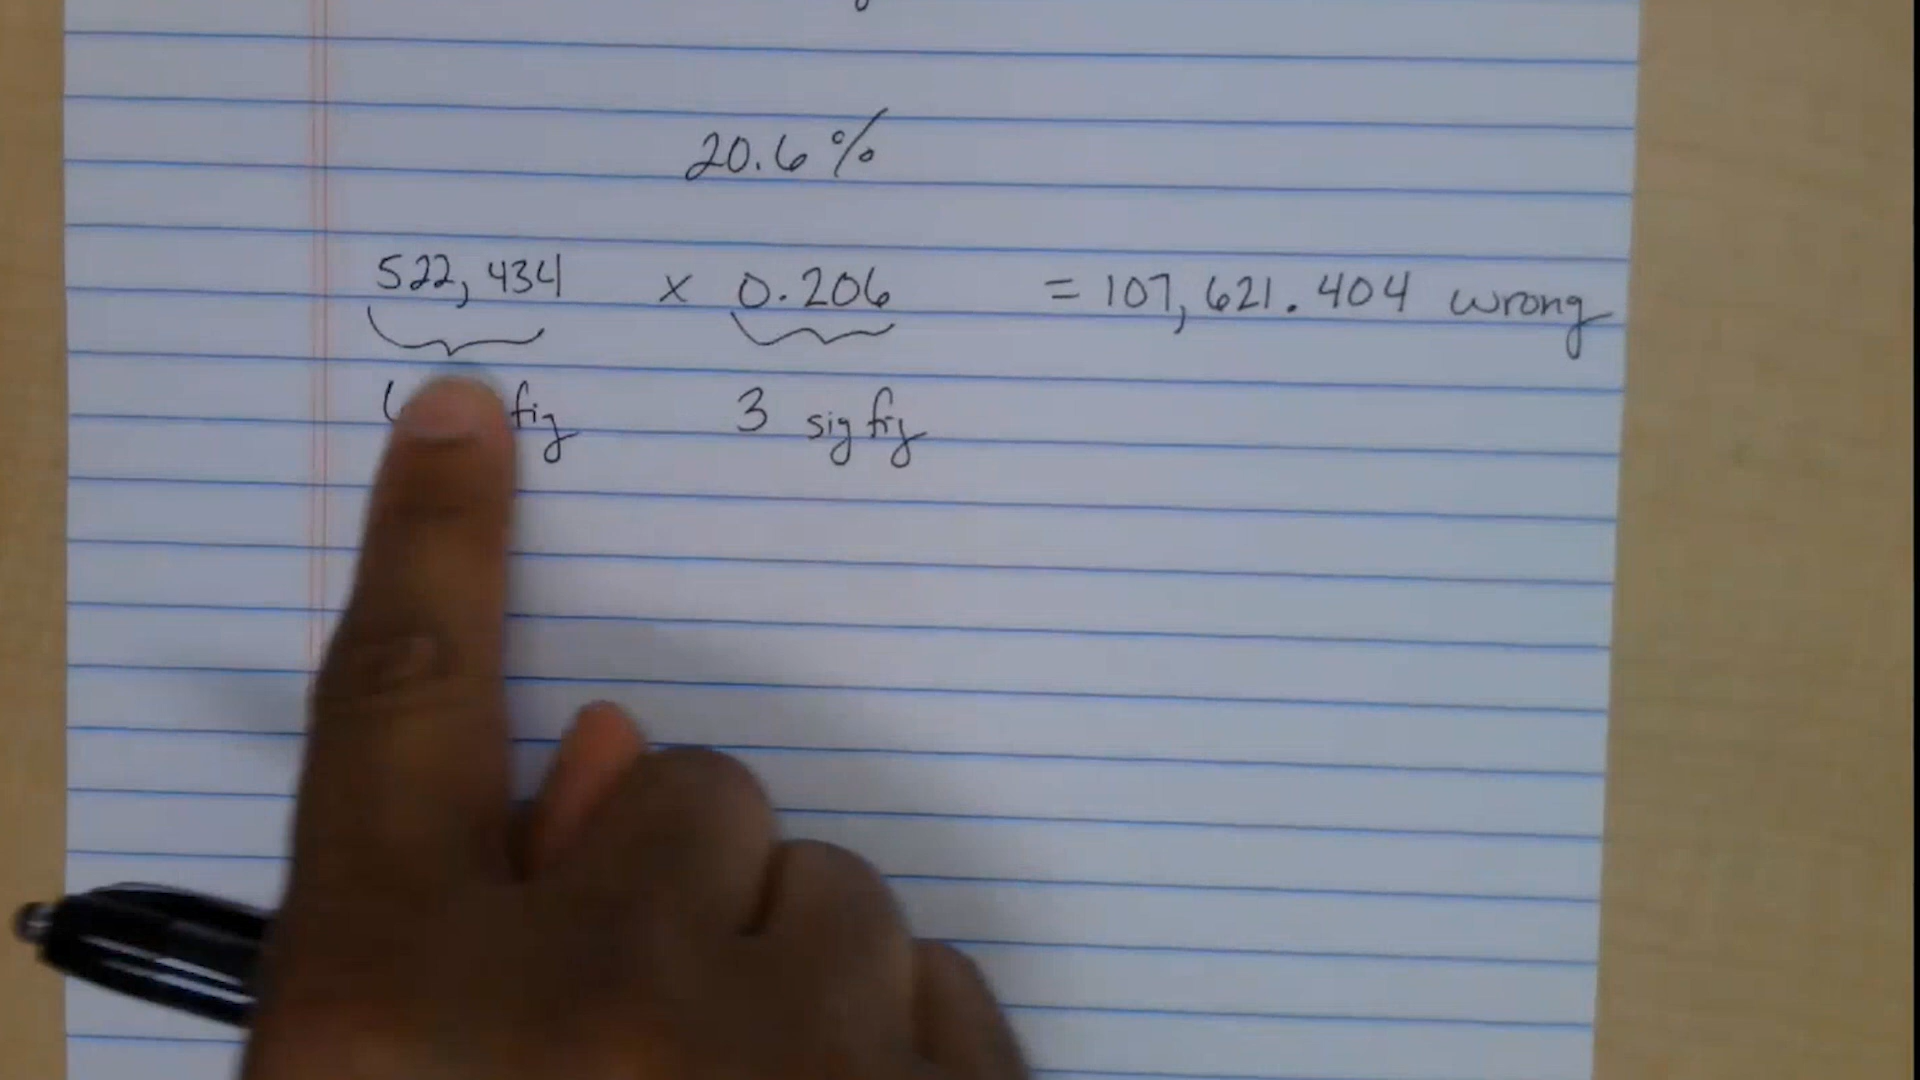 20.6%
522,434 x 0.206 = 107,621.404 wrong
fig 3 sig fig